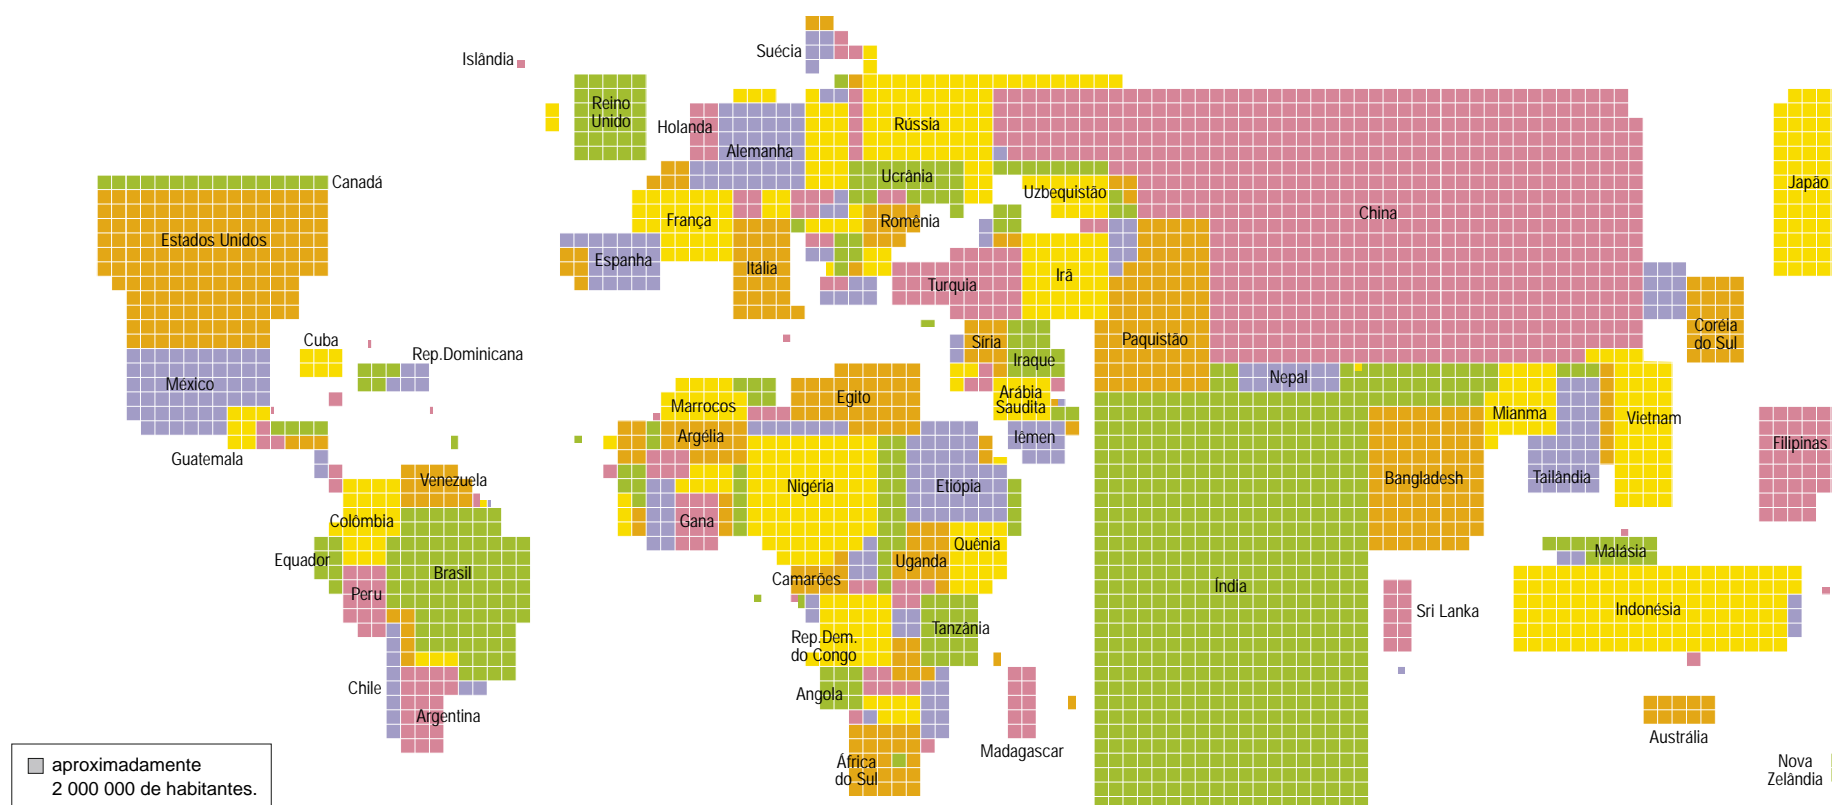 Islândia
Suécia
Reino
Unido
Holanda
Alemanha
Rússia
Canadá
Ucrânia
Uzbequistão
Japão
França
Romênia
China
Estados Unidos
Espanha
Itália
Turquia
Irã
Cuba
Rep.Dominicana
Síria
Iraque
Paquistão
Coréia
do Sul
México
Nepal
Marrocos
Egito
Arábia
Saudita
Mianma
Vietnam
Argélia
Iêmen
Filipinas
Guatemala
Venezuela
Nigéria
Etiópia
Bangladesh
Tailândia
Colômbia
Gana
Quênia
Equador
Brasil
Camarões
Uganda
Malásia
Peru
Índia
Sri Lanka
Indonésia
Rep.Dem.
do Congo
Tanzânia
Chile
Angola
Argentina
Madagascar
Austrália
África
do Sul
Nova
Zelândia
aproximadamente
2 000 000 de habitantes.